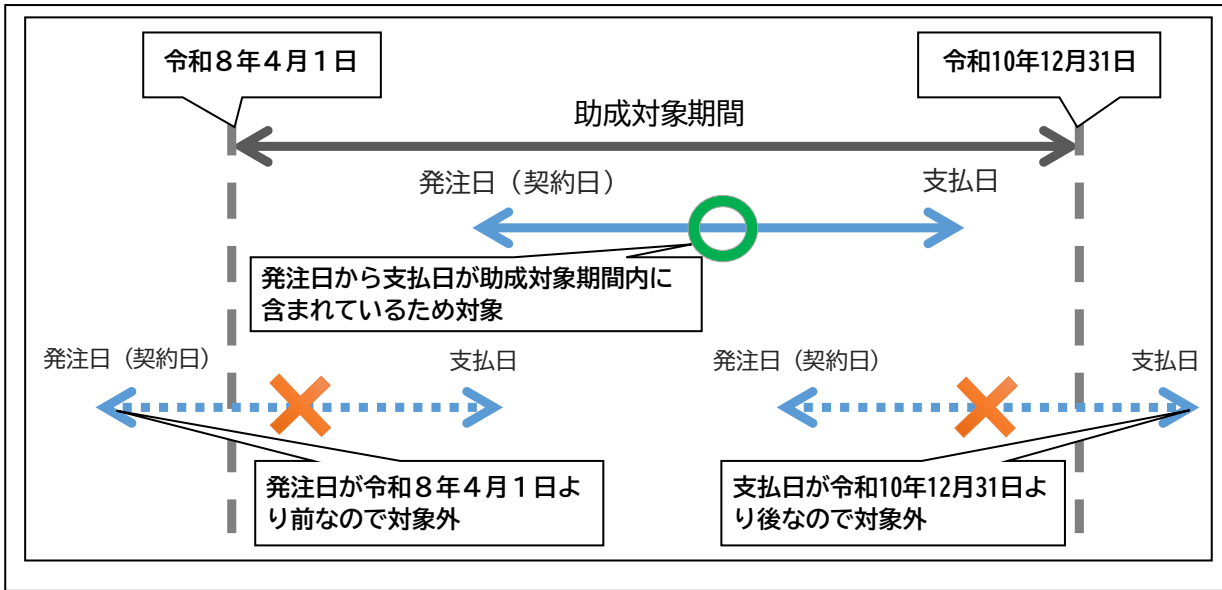 令和８年４月１日
令和10年12月31日
助成対象期間
発注日（契約日）
支払日
発注日から支払日が助成対象期間内に
含まれているため対象
発注日（契約日）
支払日
発注日（契約日）
支払日
発注日が令和８年４月１日よ
り前なので対象外
支払日が令和10年12月31日よ
り後なので対象外